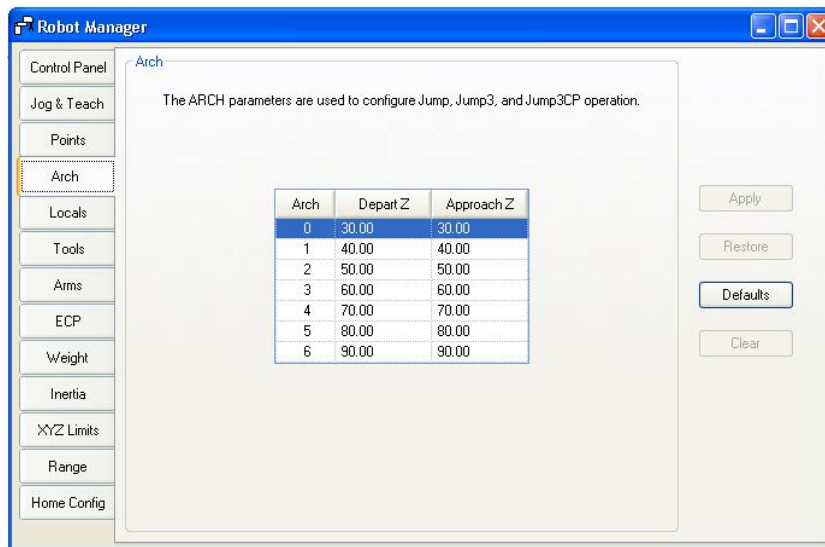 Robot Manager
Control Panel
Jog & Teach
Points
Arch
Locals
Tools
Arms
ECP
Weight
Inertia
XYZ Limits
Range
Home Config
Arch
The ARCH parameters are used to configure Jump, Jump3, and Jump3CP operation.
Arch Depart Z Approach Z
0 30.00 30.00
1 40.00 40.00
2 50.00 50.00
3 60.00 60.00
4 70.00 70.00
5 80.00 80.00
6 90.00 90.00
Apply
Restore
Defaults
Clear